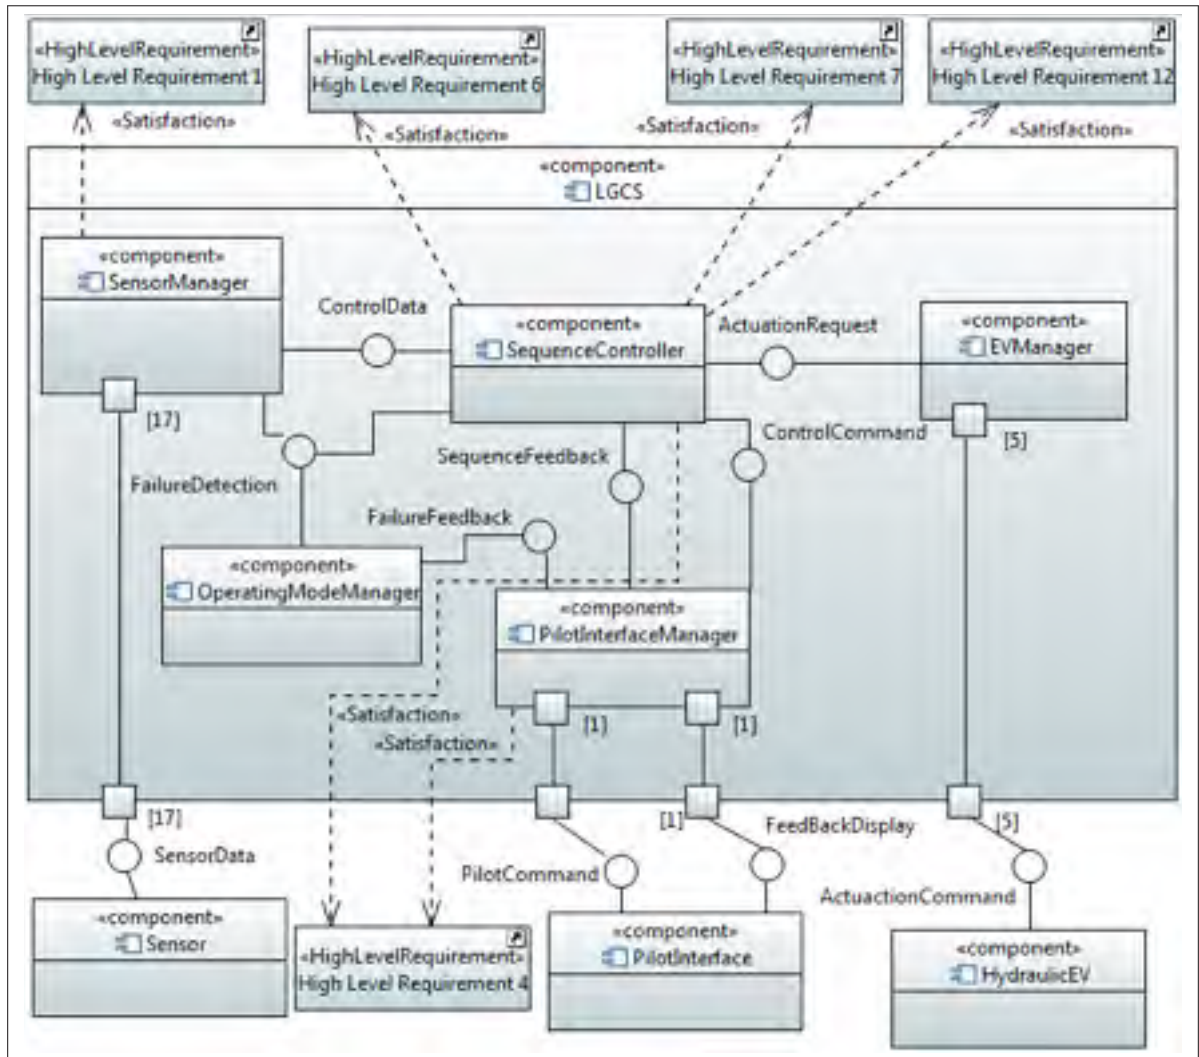 «HighLevelRequirement»
High Level Requirement 1
«HighLevelRequirement»
High Level Requirement 6
«HighLevelRequirement»
High Level Requirement 7
«HighLevelRequirement»
High Level Requirement 12
«Satisfaction»
«Satisfaction»
«Satisfaction»
«Satisfaction»
«component»
LGCS
«component»
SensorManager
ControlData
«component»
SequenceController
ActuationRequest
«component»
EVManager
[17]
[5]
ControlCommand
SequenceFeedback
FailureDetection
FailureFeedback
«component»
OperatingModeManager
«component»
PilotInterfaceManager
«Satisfaction»
«Satisfaction»
[1]
[1]
[17]
[1]
FeedBackDisplay
[5]
SensorData
PilotCommand
ActuactionCommand
«component»
Sensor
«HighLevelRequirement»
High Level Requirement 4
«component»
PilotInterface
«component»
HydraulicEV